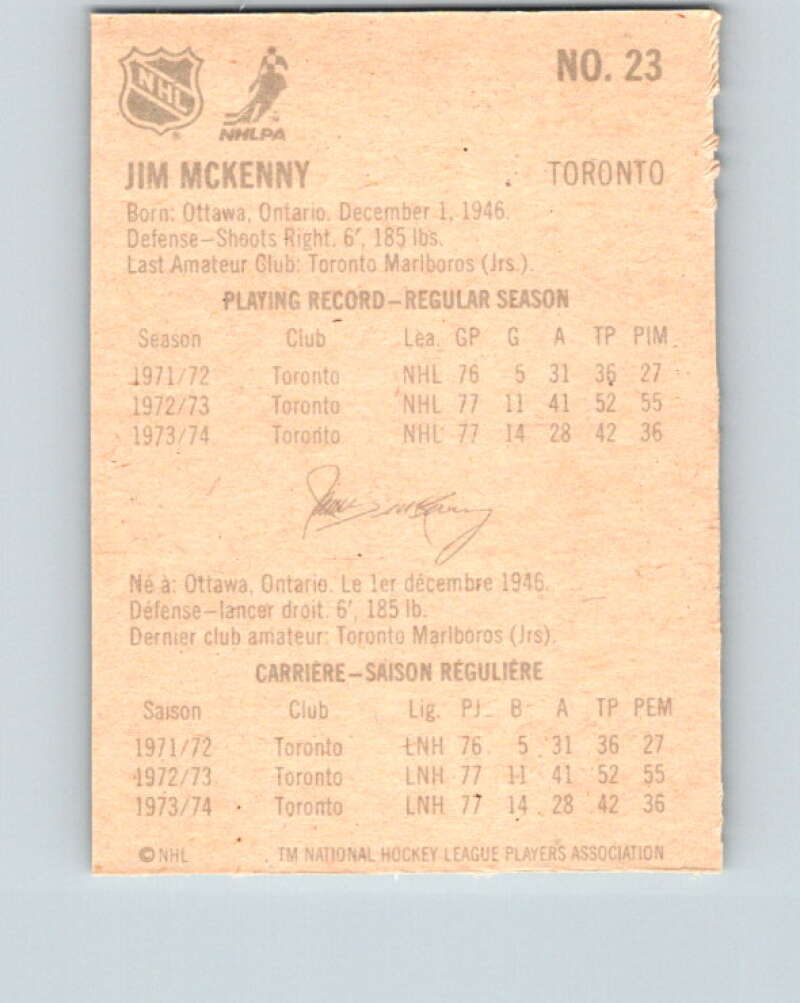 NHL
NHLPA
NO. 23
JIM MCKENNY TORONTO
Born: Ottawa, Ontario. December 1, 1946.
Defense—Shoots Right. 6', 185 lbs.
Last Amateur Club: Toronto Marlboros (Jrs.).
PLAYING RECORD—REGULAR SEASON
Season Club Lea. GP G A TP PIM
1971/72 Toronto NHL 76 5 31 36 27
1972/73 Toronto NHL 77 11 41 52 55
1973/74 Toronto NHL 77 14 28 42 36
Jim McKenny
Né à: Ottawa, Ontario. Le 1er décembre 1946.
Défense—lancer droit. 6', 185 lb.
Dernier club amateur: Toronto Marlboros (Jrs).
CARRIÈRE—SAISON RÉGULIÈRE
Saison Club Lig. PJ B A TP PEM
1971/72 Toronto LNH 76 5 31 36 27
1972/73 Toronto LNH 77 11 41 52 55
1973/74 Toronto LNH 77 14 28 42 36
© NHL TM NATIONAL HOCKEY LEAGUE PLAYERS ASSOCIATION